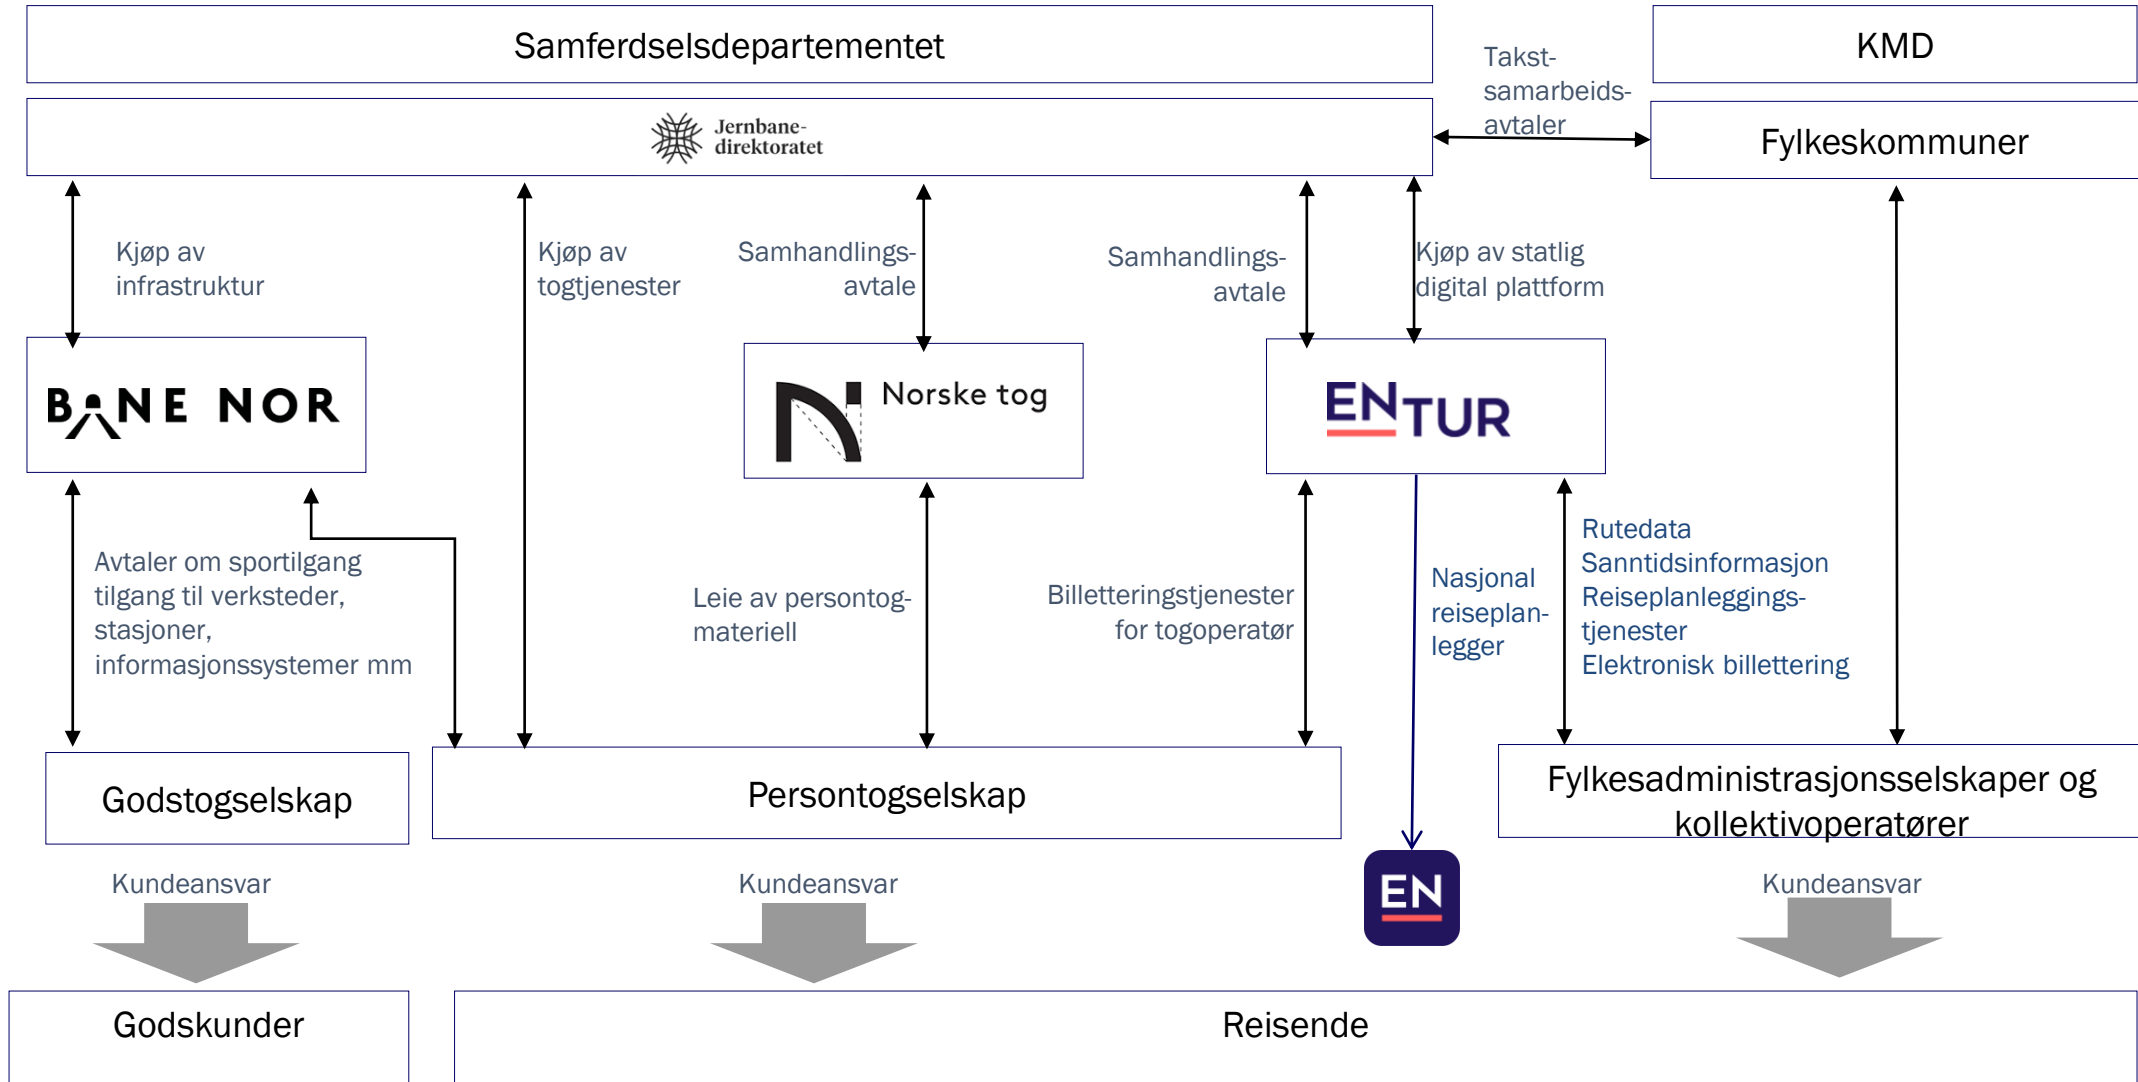 Samferdselsdepartementet
KMD
Takst-
samarbeids-
avtaler
Jernbane-
direktoratet
Fylkeskommuner
Kjøp av
infrastruktur
Kjøp av
togtjenester
Samhandlings-
avtale
Samhandlings-
avtale
Kjøp av statlig
digital plattform
BANE NOR
Norske tog
ENTUR
Avtaler om sportilgang
tilgang til verksteder,
stasjoner,
informasjonssystemer mm
Leie av persontog-
materiell
Billetteringstjenester
for togoperatør
Nasjonal
reiseplan-
legger
Rutedata
Sanntidsinformasjon
Reiseplanleggings-
tjenester
Elektronisk billettering
Godstogselskap
Persontogselskap
Fylkesadministrasjonsselskaper og
kollektivoperatører
Kundeansvar
Kundeansvar
EN
Kundeansvar
Godskunder
Reisende